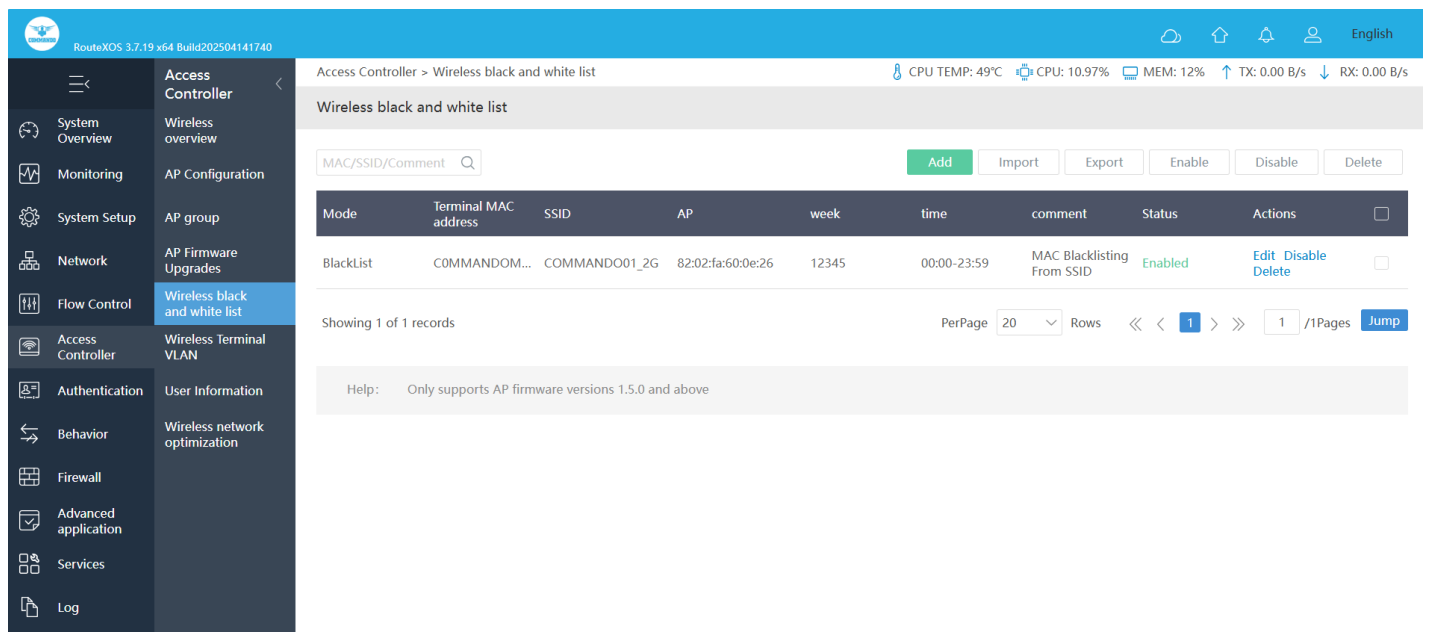 COMMANDO
RouteXOS 3.7.19 x64 Build202504141740
English
System Overview
Monitoring
System Setup
Network
Flow Control
Access Controller
Authentication
Behavior
Firewall
Advanced application
Services
Log
Access Controller
Wireless overview
AP Configuration
AP group
AP Firmware Upgrades
Wireless black and white list
Wireless Terminal VLAN
User Information
Wireless network optimization
Access Controller > Wireless black and white list
CPU TEMP: 49℃ CPU: 10.97% MEM: 12% TX: 0.00 B/s RX: 0.00 B/s
Wireless black and white list
MAC/SSID/Comment
Add Import Export Enable Disable Delete
Mode Terminal MAC address SSID AP week time comment Status Actions
BlackList C0MMANDOM... COMMANDO01_2G 82:02:fa:60:0e:26 12345 00:00-23:59 MAC Blacklisting From SSID Enabled Edit Disable Delete
Showing 1 of 1 records
PerPage 20 Rows 1 1 /1Pages Jump
Help: Only supports AP firmware versions 1.5.0 and above